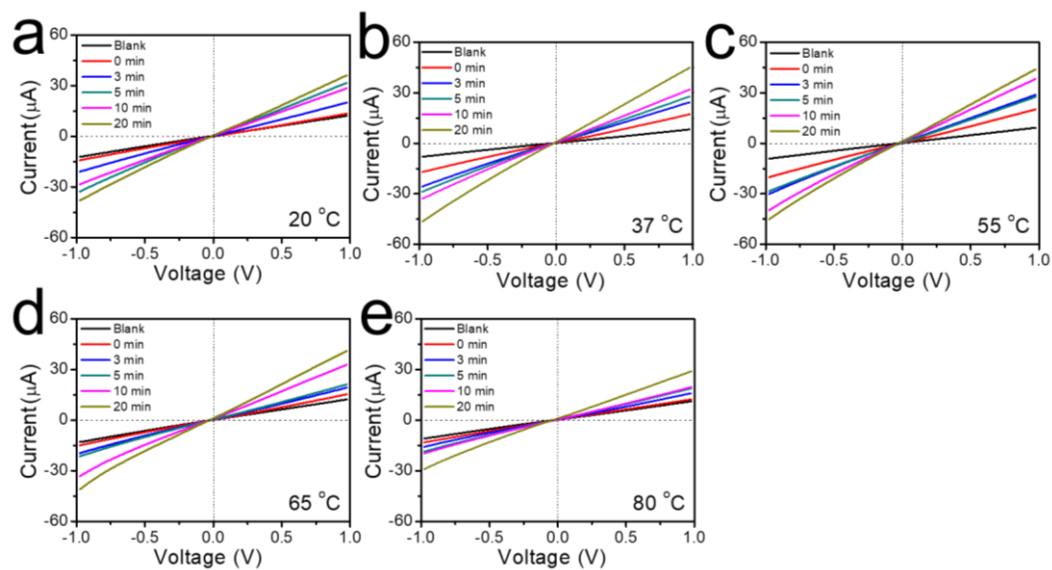 a
60
30
0
-30
-60
Current (μA)
Blank
0 min
3 min
5 min
10 min
20 min
20 °C
-1.0 -0.5 0.0 0.5 1.0
Voltage (V)
b
60
30
0
-30
-60
Current (μA)
Blank
0 min
3 min
5 min
10 min
20 min
37 °C
-1.0 -0.5 0.0 0.5 1.0
Voltage (V)
c
60
30
0
-30
-60
Current (μA)
Blank
0 min
3 min
5 min
10 min
20 min
55 °C
-1.0 -0.5 0.0 0.5 1.0
Voltage (V)
d
60
30
0
-30
-60
Current (μA)
Blank
0 min
3 min
5 min
10 min
20 min
65 °C
-1.0 -0.5 0.0 0.5 1.0
Voltage (V)
e
60
30
0
-30
-60
Current (μA)
Blank
0 min
3 min
5 min
10 min
20 min
80 °C
-1.0 -0.5 0.0 0.5 1.0
Voltage (V)